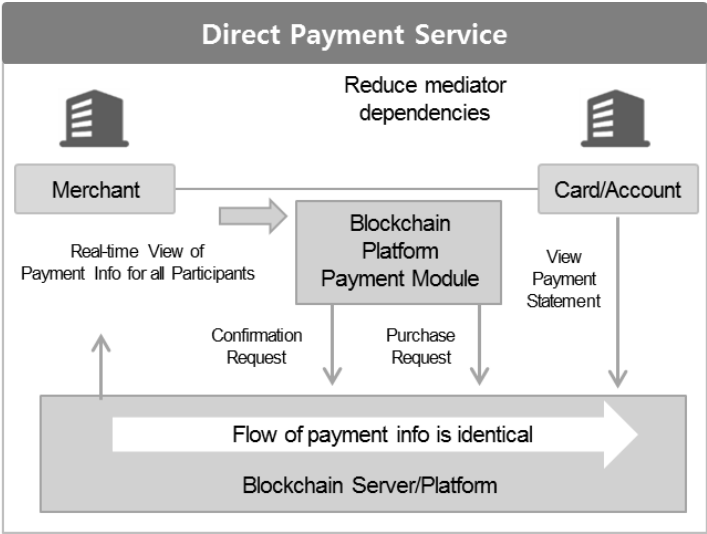 Direct Payment Service
Reduce mediator
dependencies
Merchant
Card/Account
Blockchain
Platform
Payment Module
Real-time View of
Payment Info for all Participants
View
Payment
Statement
Confirmation
Request
Purchase
Request
Flow of payment info is identical
Blockchain Server/Platform